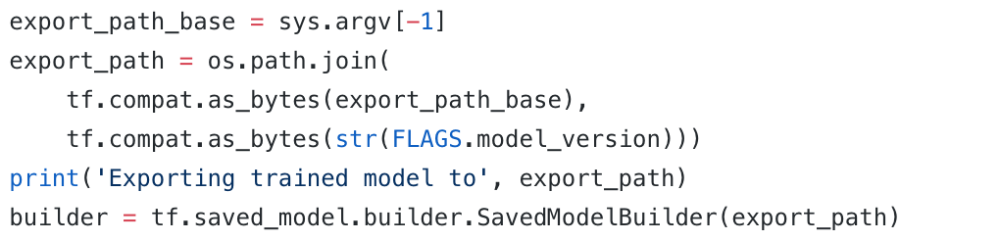 export_path_base = sys.argv[-1]
export_path = os.path.join(
    tf.compat.as_bytes(export_path_base),
    tf.compat.as_bytes(str(FLAGS.model_version)))
print('Exporting trained model to', export_path)
builder = tf.saved_model.builder.SavedModelBuilder(export_path)